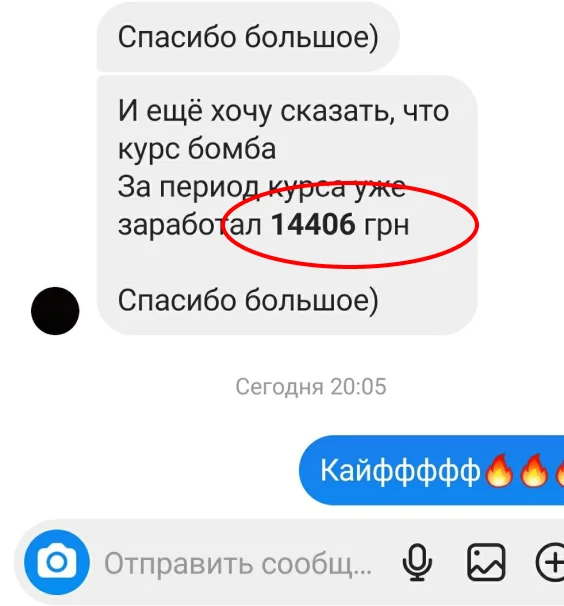 Спасибо большое)
И ещё хочу сказать, что
курс бомба
За период курса уже
заработал 14406 грн
Спасибо большое)
Сегодня 20:05
Кайффффф🔥🔥🔥
Отправить сообщ...